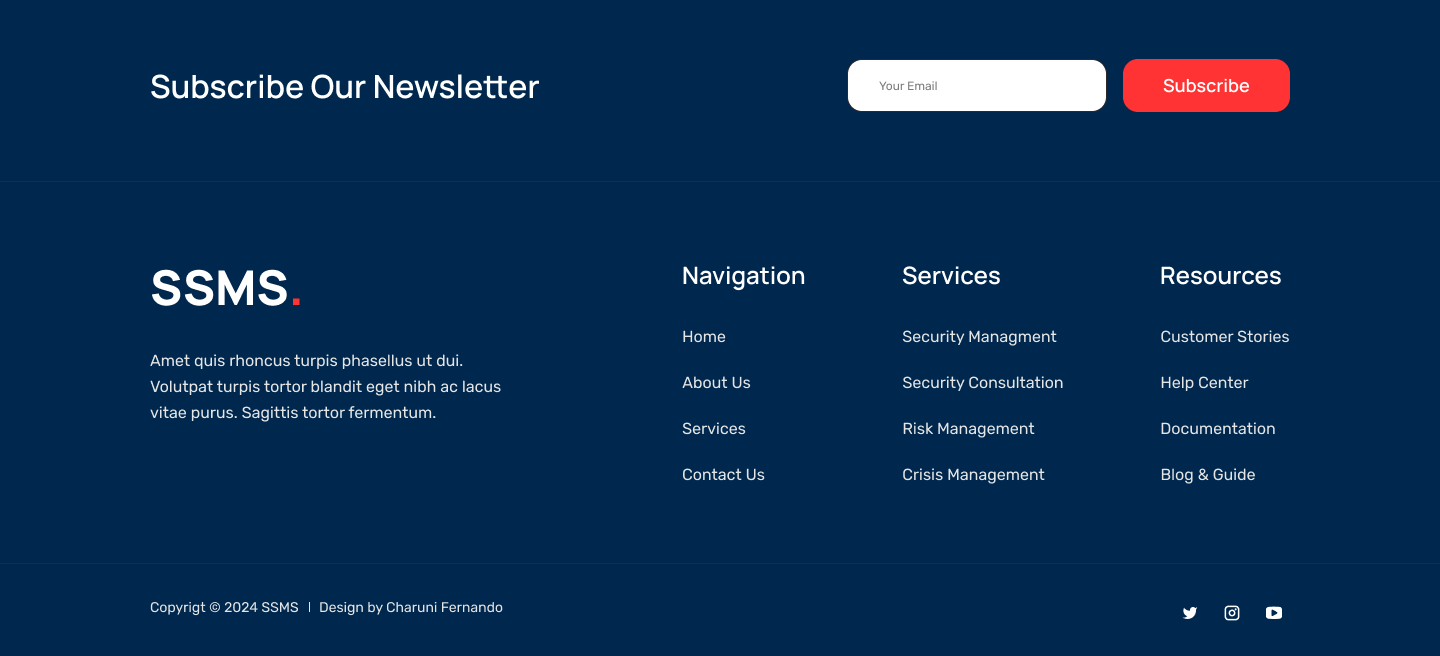 Subscribe Our Newsletter
Your Email
Subscribe
SSMS.
Amet quis rhoncus turpis phasellus ut dui.
Volutpat turpis tortor blandit eget nibh ac lacus
vitae purus. Sagittis tortor fermentum.
Navigation
Home
About Us
Services
Contact Us
Services
Security Managment
Security Consultation
Risk Management
Crisis Management
Resources
Customer Stories
Help Center
Documentation
Blog & Guide
Copyrigt © 2024 SSMS | Design by Charuni Fernando